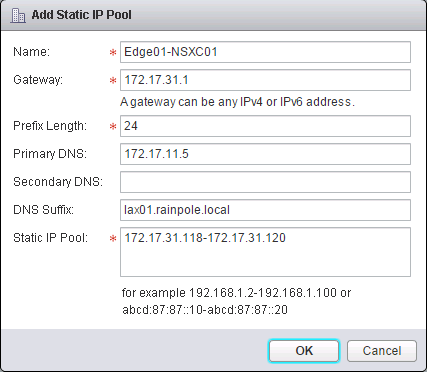 Add Static IP Pool
Name: * Edge01-NSXC01
Gateway: * 172.17.31.1
A gateway can be any IPv4 or IPv6 address.
Prefix Length: * 24
Primary DNS: 172.17.11.5
Secondary DNS:
DNS Suffix: lax01.rainpole.local
Static IP Pool: * 172.17.31.118-172.17.31.120
for example 192.168.1.2-192.168.1.100 or
abcd:87:87::10-abcd:87:87::20
OK Cancel